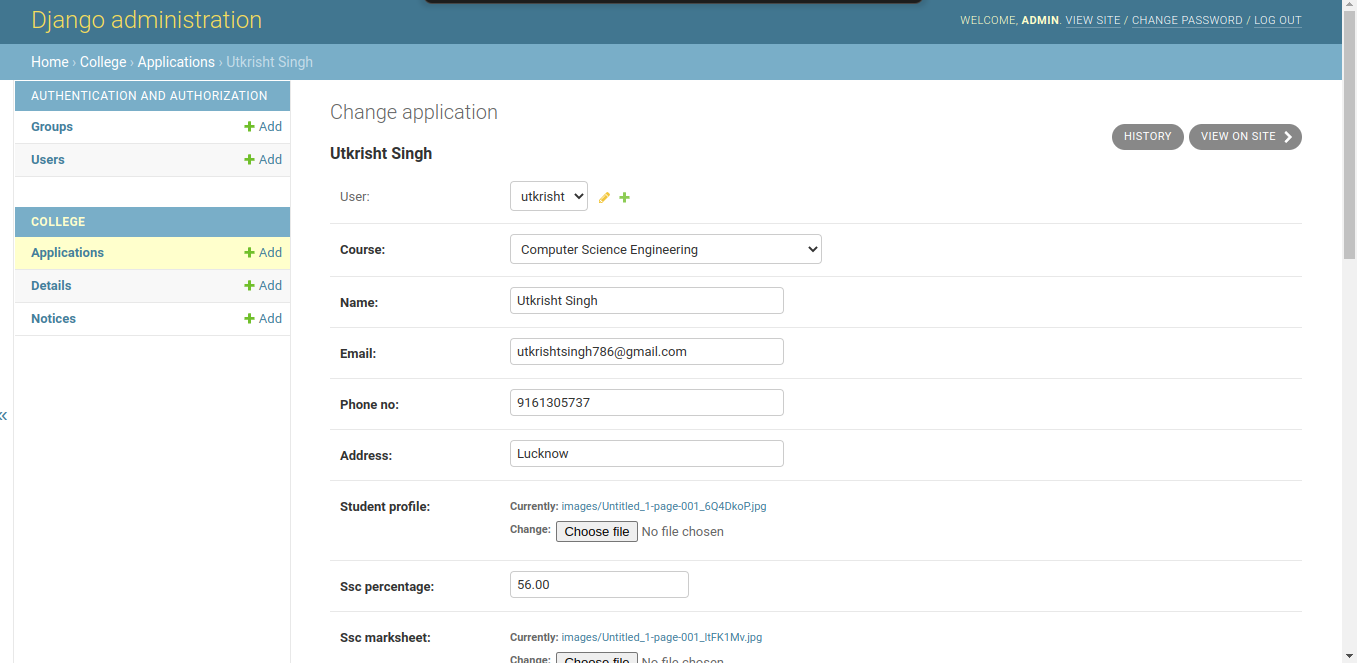 Django administration
WELCOME, ADMIN. VIEW SITE / CHANGE PASSWORD / LOG OUT
Home › College › Applications › Utkrisht Singh
AUTHENTICATION AND AUTHORIZATION
Groups + Add
Users + Add
COLLEGE
Applications + Add
Details + Add
Notices + Add
«
Change application
HISTORY
VIEW ON SITE
Utkrisht Singh
User: utkrisht
Course: Computer Science Engineering
Name: Utkrisht Singh
Email: utkrishtsingh786@gmail.com
Phone no: 9161305737
Address: Lucknow
Student profile: Currently: images/Untitled_1-page-001_6Q4DkoP.jpg
Change: Choose file No file chosen
Ssc percentage: 56.00
Ssc marksheet: Currently: images/Untitled_1-page-001_ltFK1Mv.jpg
Change: Choose file No file chosen